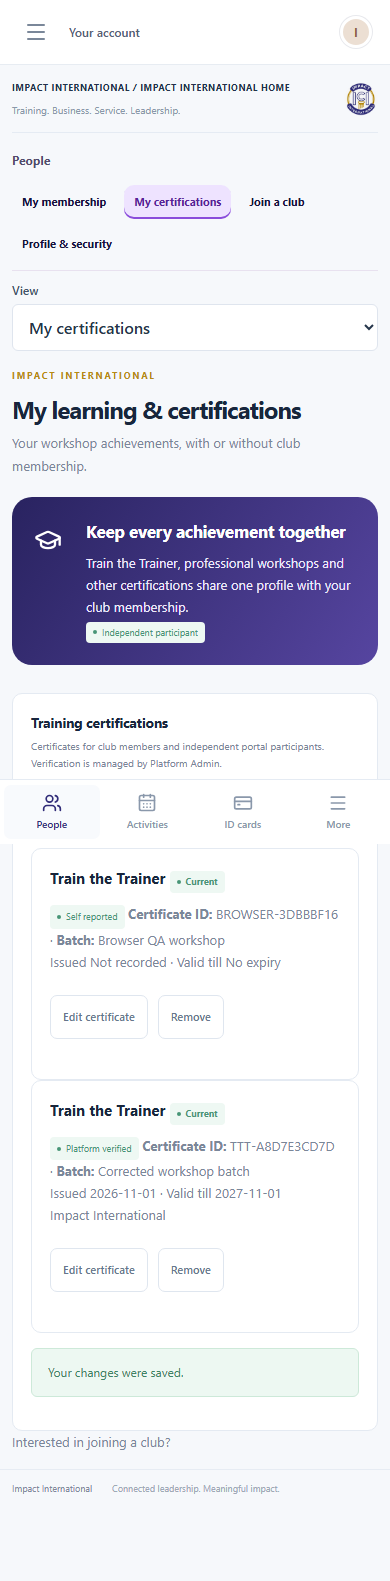 Your account
I
IMPACT INTERNATIONAL / IMPACT INTERNATIONAL HOME
Training. Business. Service. Leadership.
People
My membership
My certifications
Join a club
Profile & security
View
My certifications
IMPACT INTERNATIONAL
My learning & certifications
Your workshop achievements, with or without club
membership.
Keep every achievement together
Train the Trainer, professional workshops and
other certifications share one profile with your
club membership.
Independent participant
Training certifications
Certificates for club members and independent portal participants.
Verification is managed by Platform Admin.
People
Activities
ID cards
More
Train the Trainer
Current
Self reported Certificate ID: BROWSER-3DBBBF16
· Batch: Browser QA workshop
Issued Not recorded · Valid till No expiry
Edit certificate
Remove
Train the Trainer
Current
Platform verified Certificate ID: TTT-A8D7E3CD7D
· Batch: Corrected workshop batch
Issued 2026-11-01 · Valid till 2027-11-01
Impact International
Edit certificate
Remove
Your changes were saved.
Interested in joining a club?
Impact International
Connected leadership. Meaningful impact.